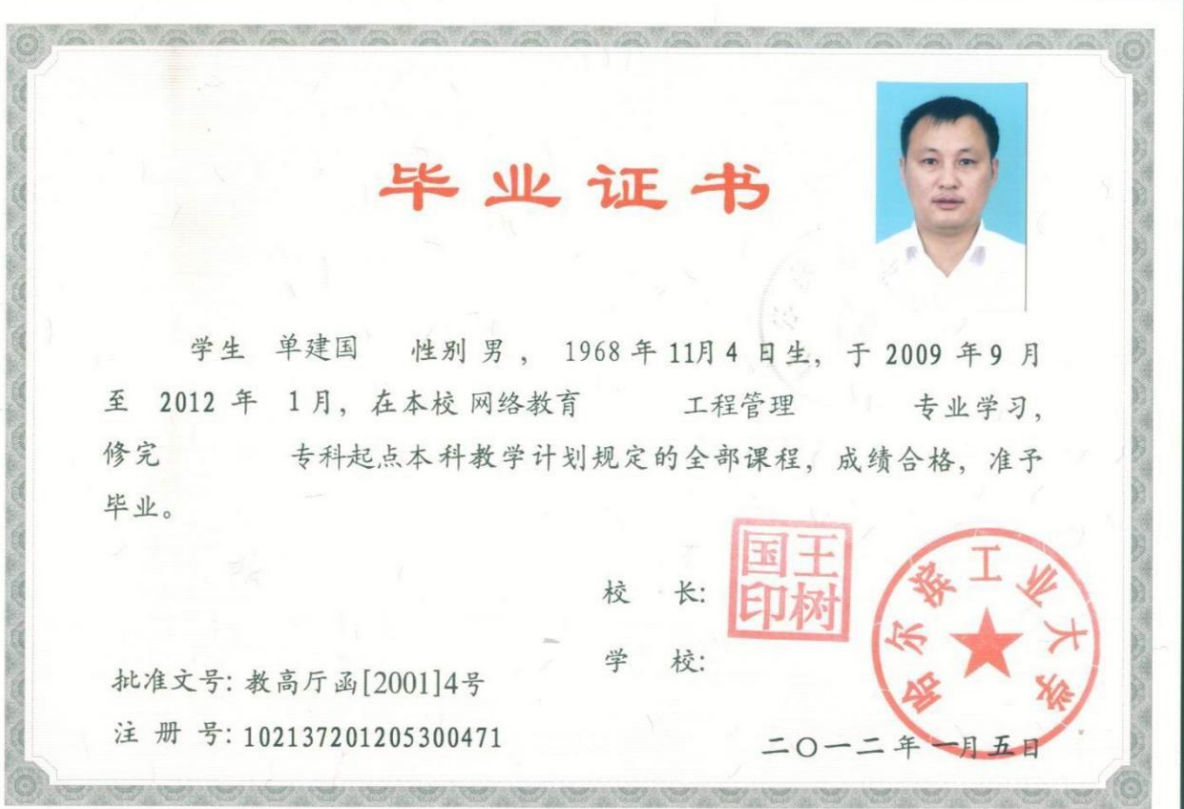 毕业证书
学生 单建国 性别 男 ， 1968 年 11月 4 日生，于 2009 年 9 月
至 2012 年 1 月，在本校 网络教育 工程管理 专业学习，
修完 专科起点本科教学计划规定的全部课程，成绩合格，准予
毕业。
校 长:
王树国印
学 校:
哈尔滨工业大学
批准文号: 教高厅函[2001]4号
注 册 号: 102137201205300471
二〇一二 年 一月 五日